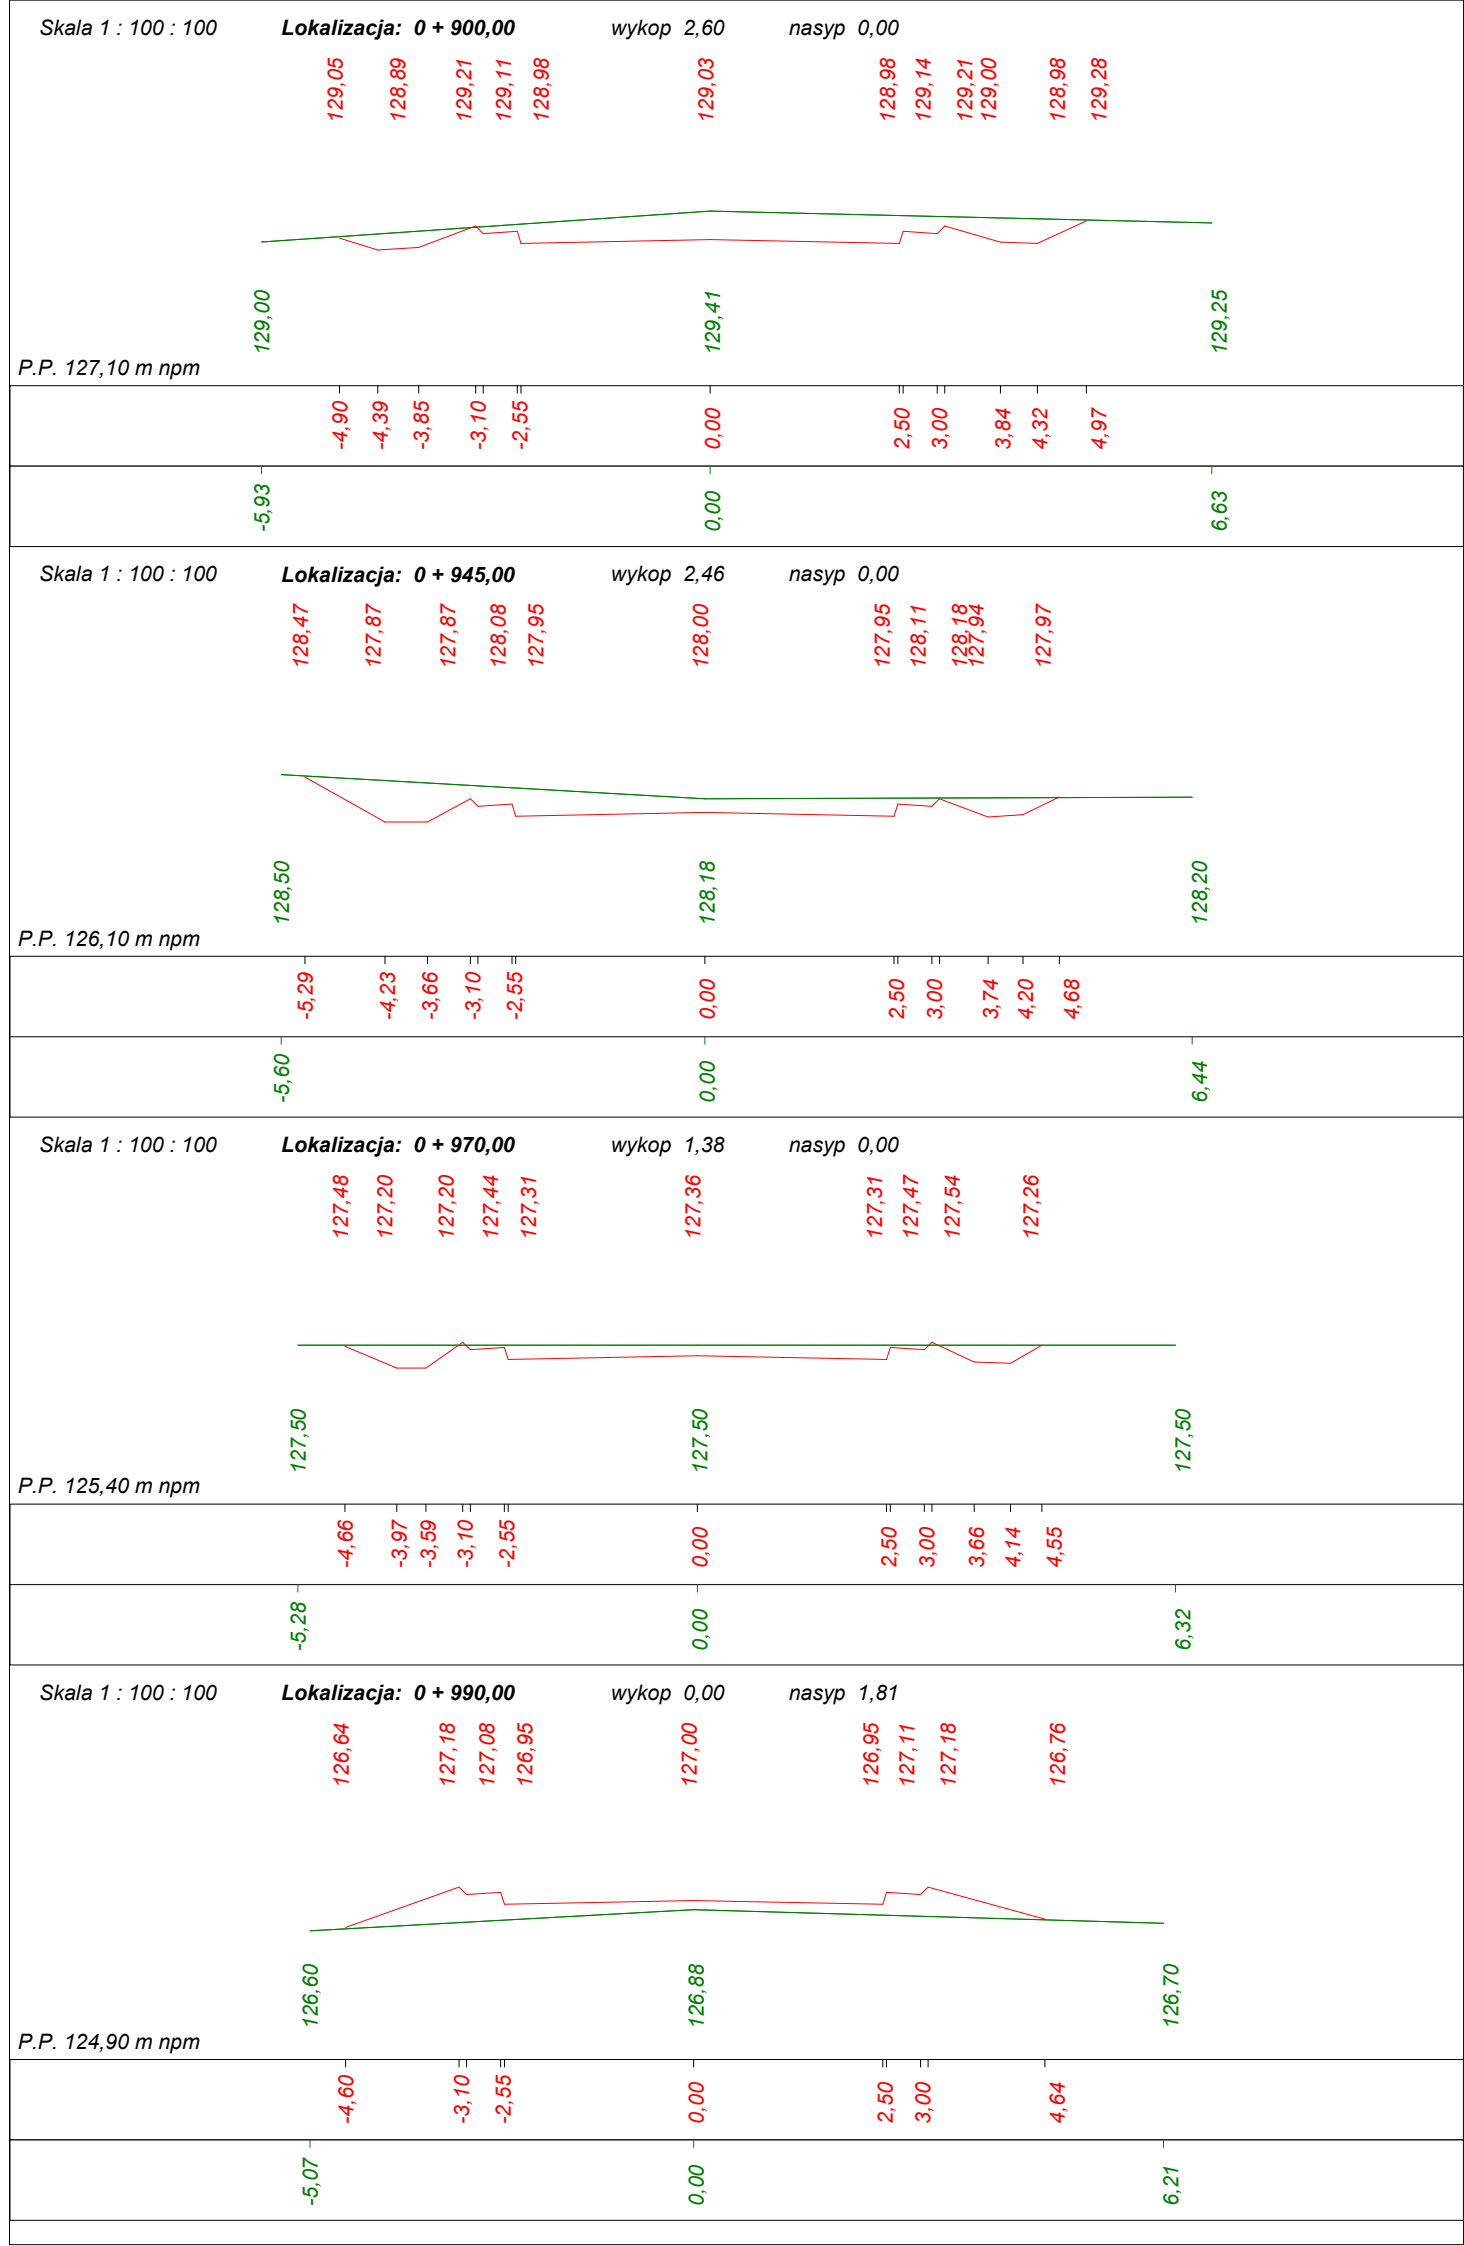 Skala 1 : 100 : 100 Lokalizacja: 0 + 900,00 wykop 2,60 nasyp 0,00
129,05 128,89 129,21 129,11 128,98 129,03 128,98 129,14 129,21 129,00 128,98 129,28
129,00 129,41 129,25
P.P. 127,10 m npm
-4,90 -4,39 -3,85 -3,10 -2,55 0,00 2,50 3,00 3,84 4,32 4,97
-5,93 0,00 6,63
Skala 1 : 100 : 100 Lokalizacja: 0 + 945,00 wykop 2,46 nasyp 0,00
128,47 127,87 127,87 128,08 127,95 128,00 127,95 128,11 128,18 127,94 127,97
128,50 128,18 128,20
P.P. 126,10 m npm
-5,29 -4,23 -3,66 -3,10 -2,55 0,00 2,50 3,00 3,74 4,20 4,68
-5,60 0,00 6,44
Skala 1 : 100 : 100 Lokalizacja: 0 + 970,00 wykop 1,38 nasyp 0,00
127,48 127,20 127,20 127,44 127,31 127,36 127,31 127,47 127,54 127,26
127,50 127,50 127,50
P.P. 125,40 m npm
-4,66 -3,97 -3,59 -3,10 -2,55 0,00 2,50 3,00 3,66 4,14 4,55
-5,28 0,00 6,32
Skala 1 : 100 : 100 Lokalizacja: 0 + 990,00 wykop 0,00 nasyp 1,81
126,64 127,18 127,08 126,95 127,00 126,95 127,11 127,18 126,76
126,60 126,88 126,70
P.P. 124,90 m npm
-4,60 -3,10 -2,55 0,00 2,50 3,00 4,64
-5,07 0,00 6,21